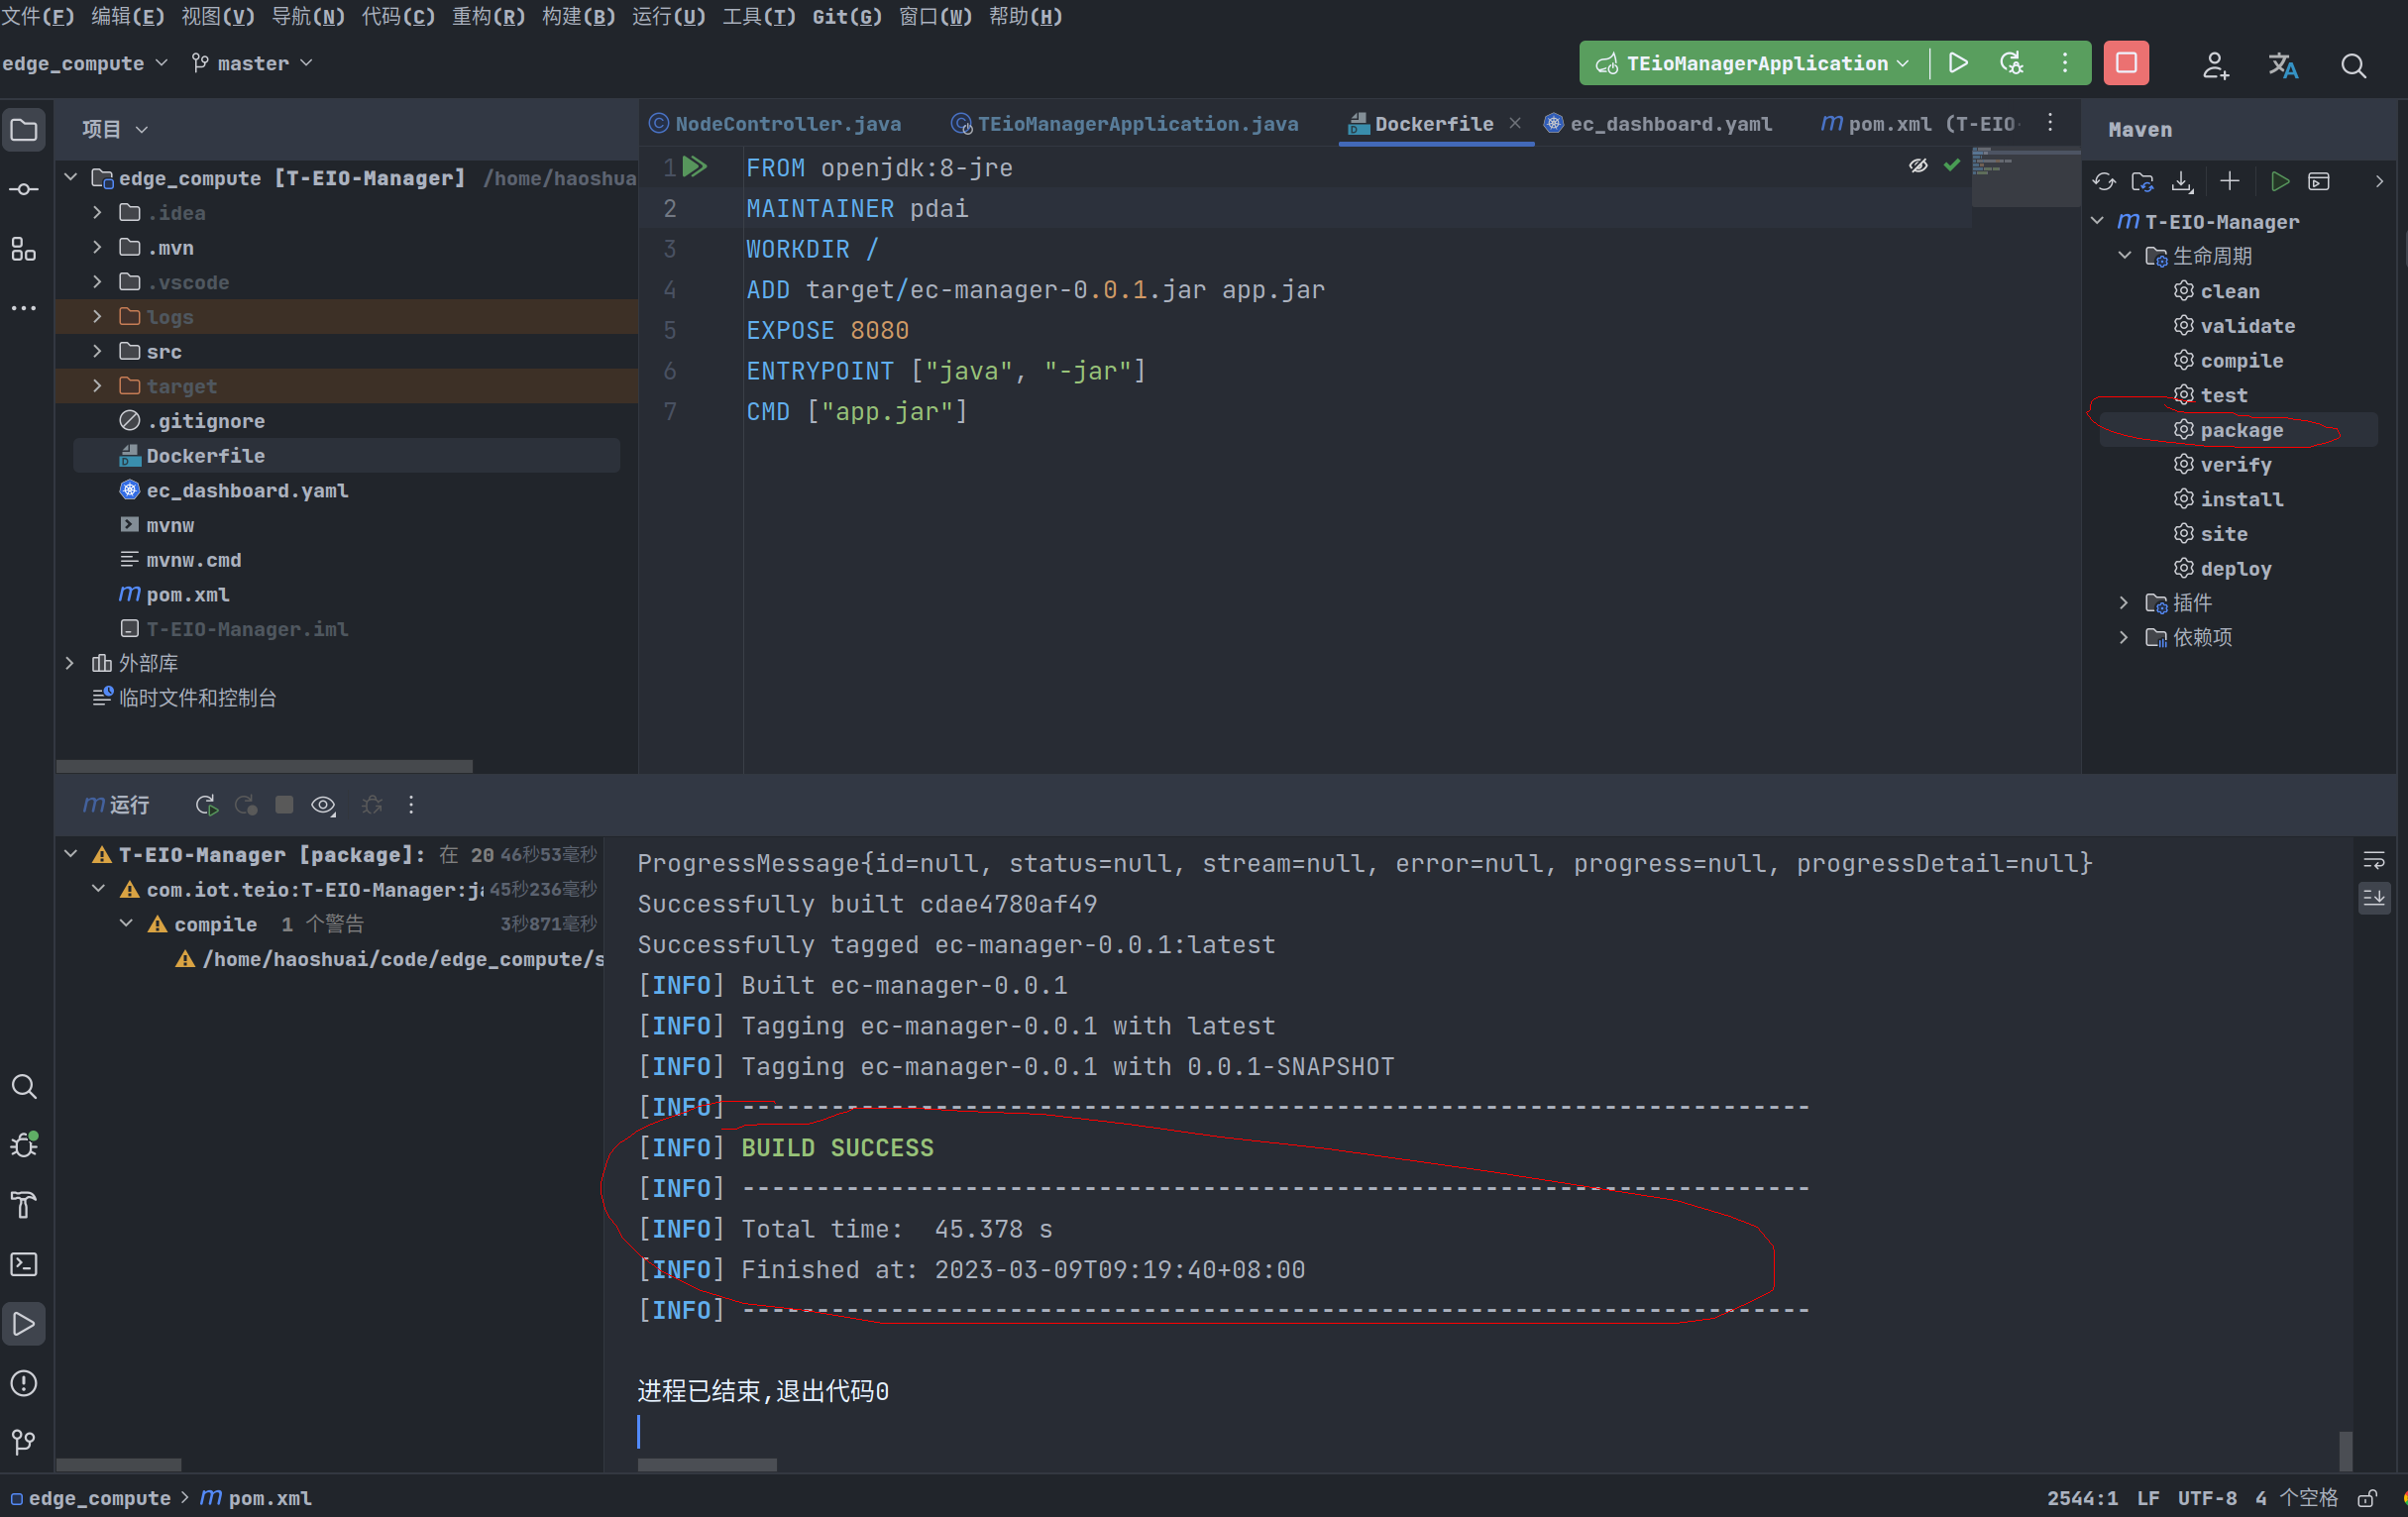 文件(F) 编辑(E) 视图(V) 导航(N) 代码(C) 重构(R) 构建(B) 运行(U) 工具(T) Git(G) 窗口(W) 帮助(H)
edge_compute master TEioManagerApplication
项目
NodeController.java TEioManagerApplication.java Dockerfile ec_dashboard.yaml pom.xml (T-EIO
Maven
edge_compute [T-EIO-Manager] /home/haoshua
.idea
.mvn
.vscode
logs
src
target
.gitignore
Dockerfile
ec_dashboard.yaml
mvnw
mvnw.cmd
pom.xml
T-EIO-Manager.iml
外部库
临时文件和控制台
1 FROM openjdk:8-jre
2 MAINTAINER pdai
3 WORKDIR /
4 ADD target/ec-manager-0.0.1.jar app.jar
5 EXPOSE 8080
6 ENTRYPOINT ["java", "-jar"]
7 CMD ["app.jar"]
T-EIO-Manager
生命周期
clean
validate
compile
test
package
verify
install
site
deploy
插件
依赖项
运行
T-EIO-Manager [package]: 在 20 46秒53毫秒
com.iot.teio:T-EIO-Manager:ja 45秒236毫秒
compile 1 个警告 3秒871毫秒
/home/haoshuai/code/edge_compute/s
ProgressMessage{id=null, status=null, stream=null, error=null, progress=null, progressDetail=null}
Successfully built cdae4780af49
Successfully tagged ec-manager-0.0.1:latest
[INFO] Built ec-manager-0.0.1
[INFO] Tagging ec-manager-0.0.1 with latest
[INFO] Tagging ec-manager-0.0.1 with 0.0.1-SNAPSHOT
[INFO] ------------------------------------------------------------------------
[INFO] BUILD SUCCESS
[INFO] ------------------------------------------------------------------------
[INFO] Total time:  45.378 s
[INFO] Finished at: 2023-03-09T09:19:40+08:00
[INFO] ------------------------------------------------------------------------
进程已结束,退出代码0
edge_compute > pom.xml 2544:1 LF UTF-8 4 个空格